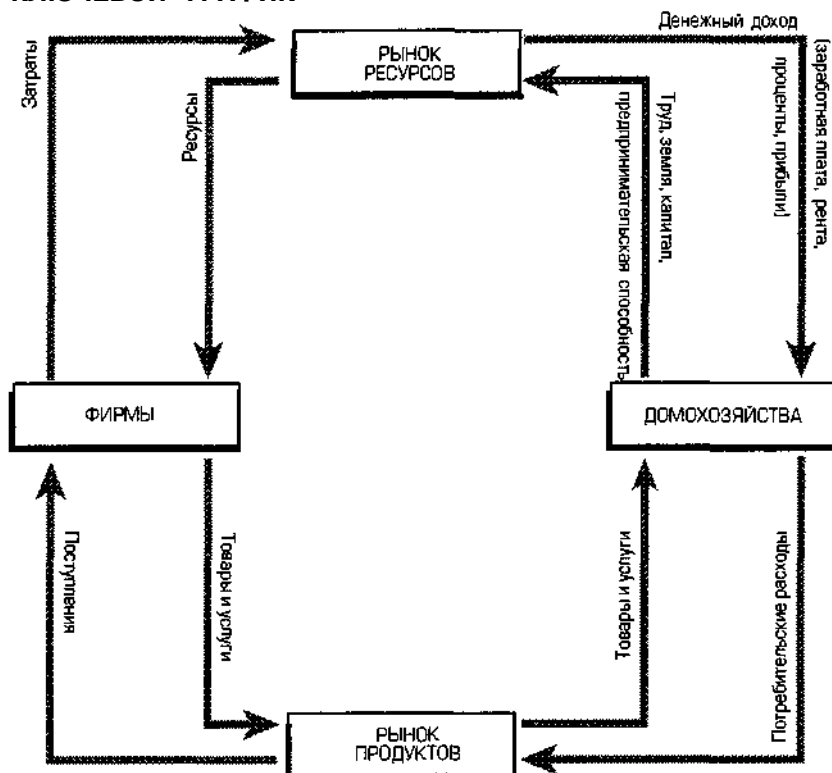 РЫНОК
РЕСУРСОВ
Денежный доход
(заработная плата, рента,
проценты, прибыли)
Затраты
Ресурсы
Труд, земля, капитал,
предпринимательская способность
ФИРМЫ
ДОМОХОЗЯЙСТВА
Поступления
Товары и услуги
Товары и услуги
Потребительские расходы
РЫНОК
ПРОДУКТОВ